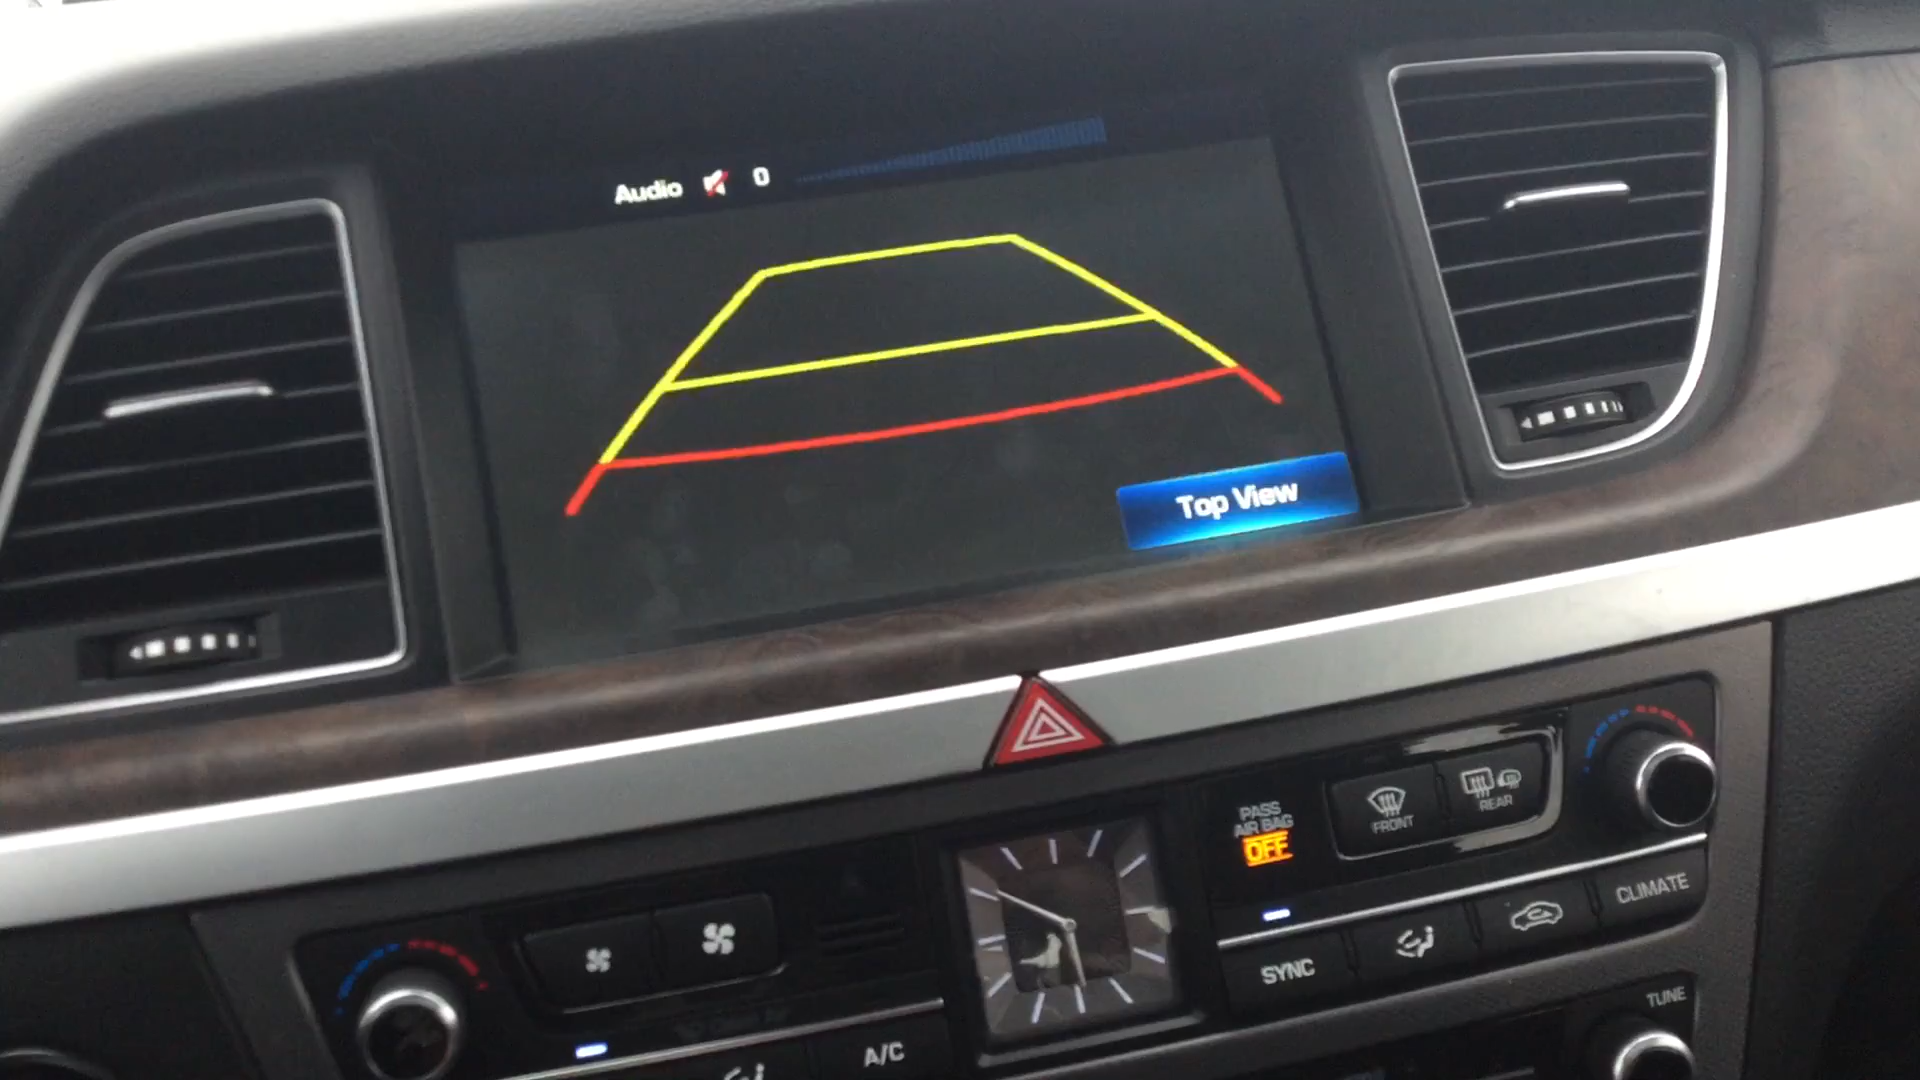 Audio 0
Top View
PASS
AIR BAG
OFF
FRONT
REAR
CLIMATE
SYNC
A/C
TUNE